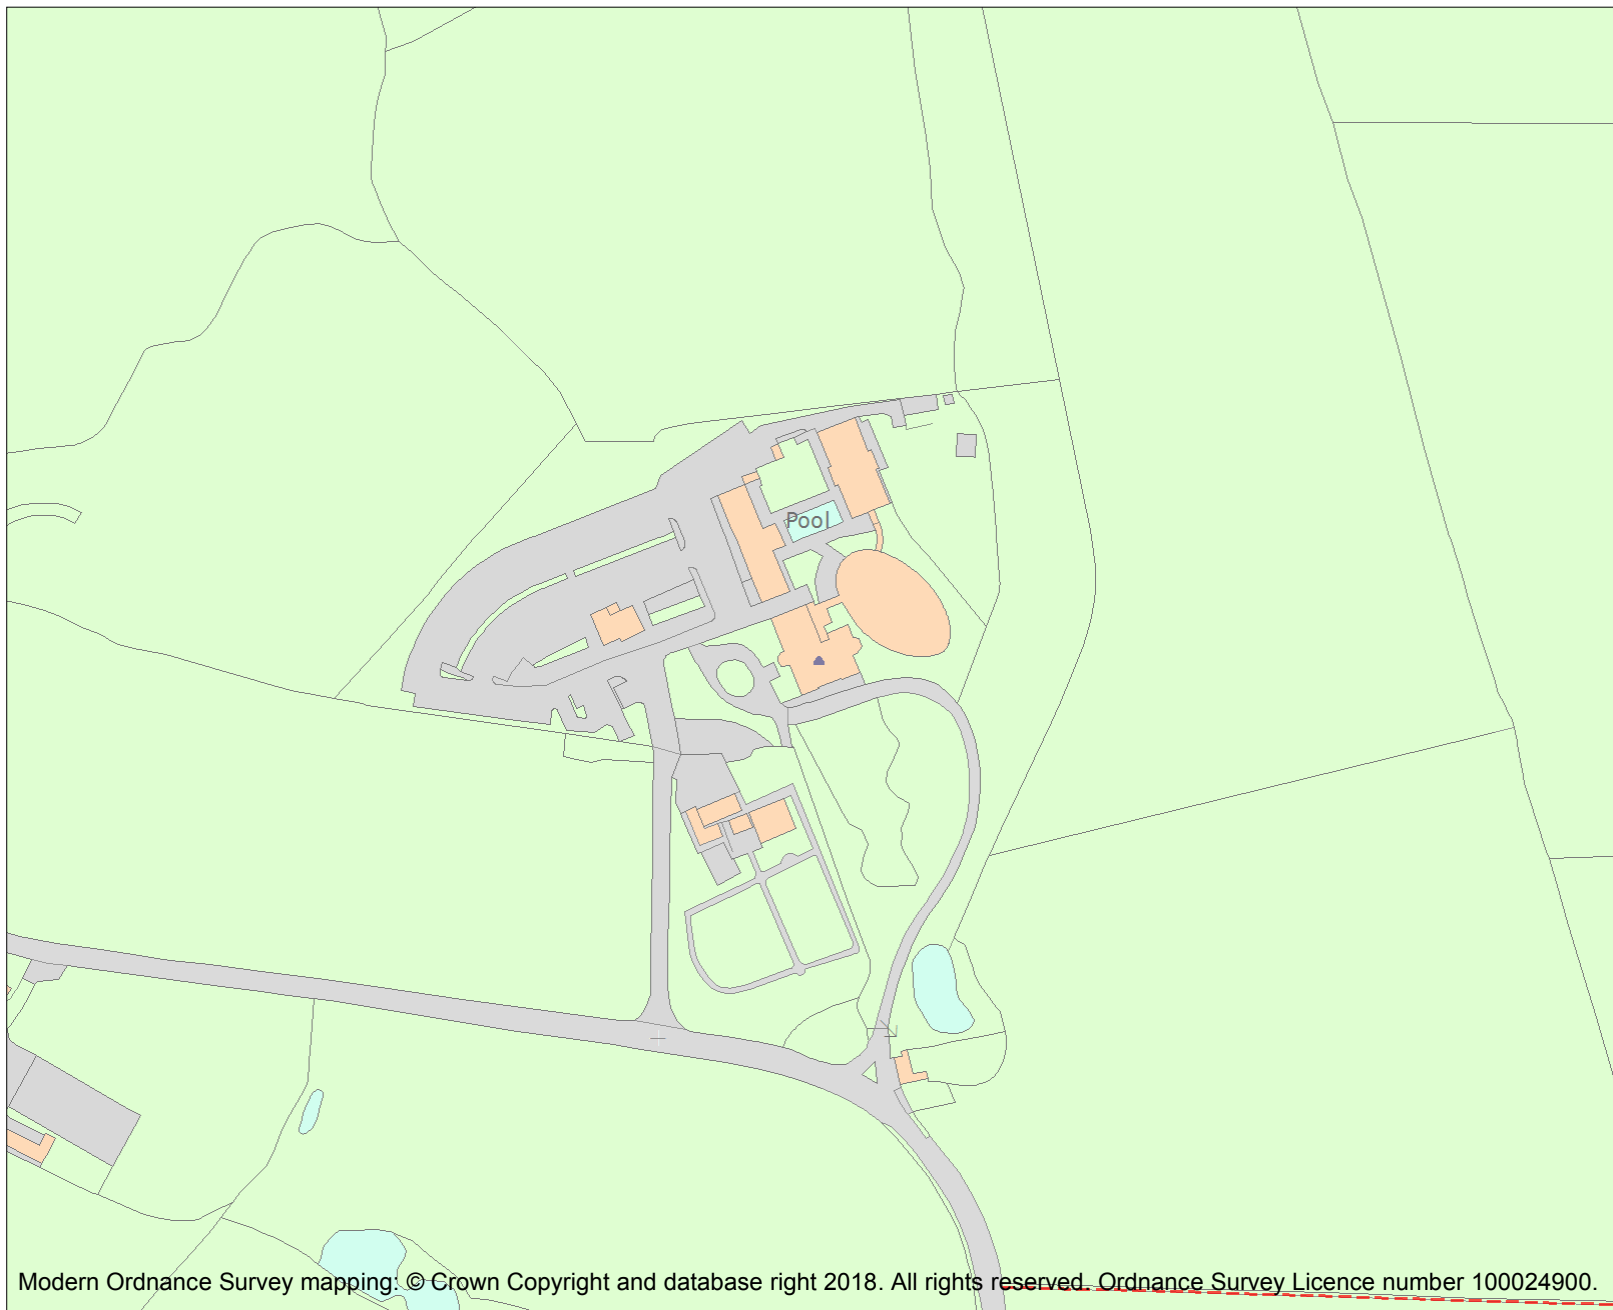 Pool
Modern Ordnance Survey mapping: © Crown Copyright and database right 2018. All rights reserved. Ordnance Survey Licence number 100024900.